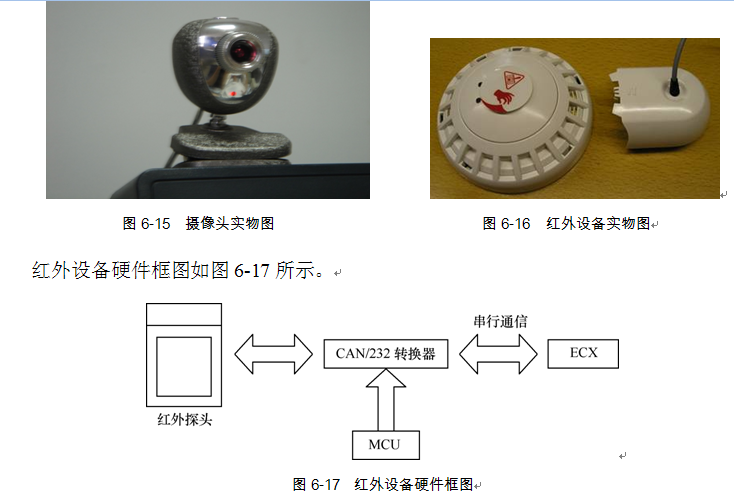 图 6-15 摄像头实物图
图 6-16 红外设备实物图
红外设备硬件框图如图 6-17 所示。
串行通信
CAN/232 转换器
ECX
红外探头
MCU
图 6-17 红外设备硬件框图